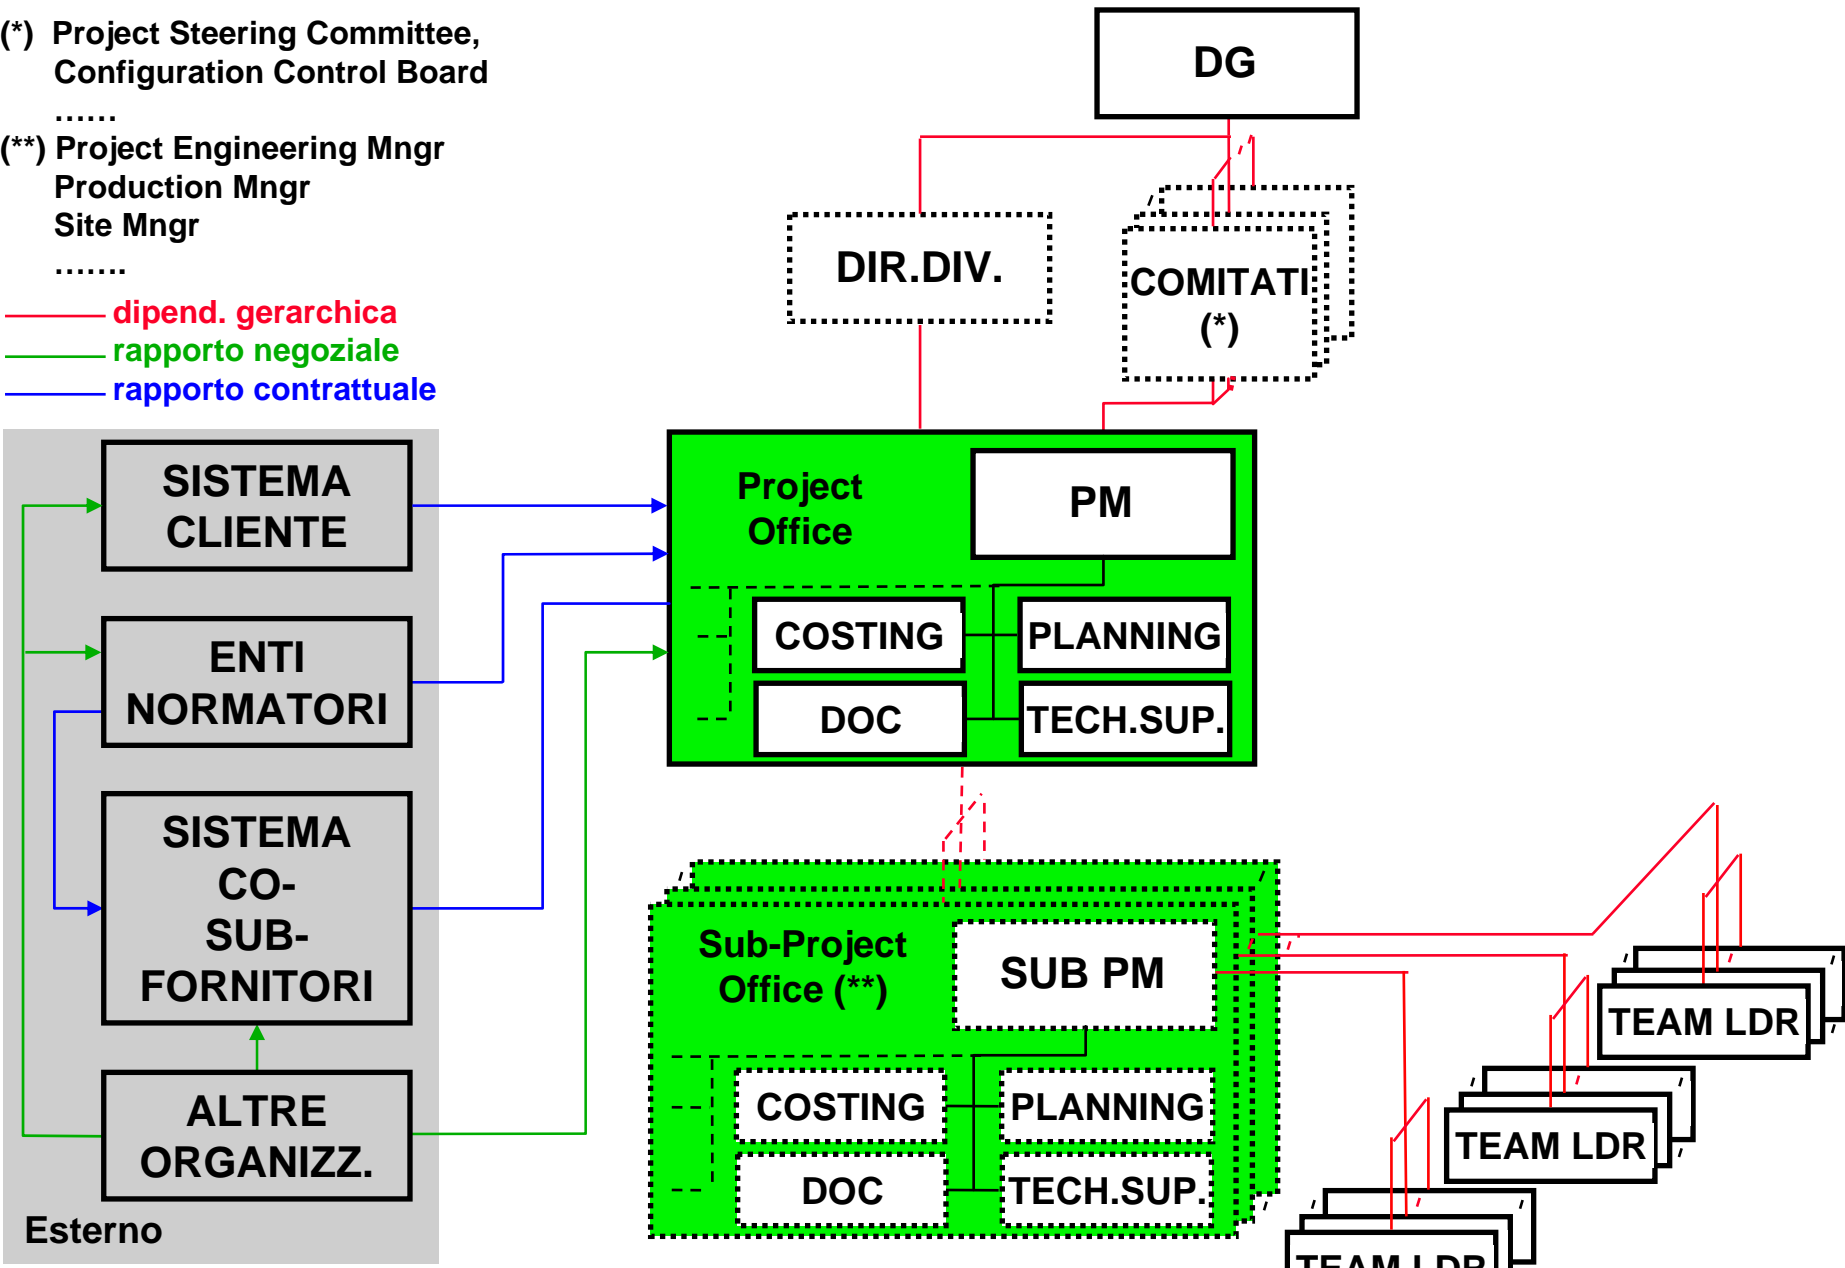 (*) Project Steering Committee,
Configuration Control Board
......
(**) Project Engineering Mngr
Production Mngr
Site Mngr
.......
dipend. gerarchica
rapporto negoziale
rapporto contrattuale
DG
DIR.DIV.
COMITATI
(*)
SISTEMA
CLIENTE
ENTI
NORMATORI
SISTEMA
CO-
SUB-
FORNITORI
ALTRE
ORGANIZZ.
Esterno
Project
Office
PM
COSTING
PLANNING
DOC
TECH.SUP.
Sub-Project
Office (**)
SUB PM
COSTING
PLANNING
DOC
TECH.SUP.
TEAM LDR
TEAM LDR
TEAM LDR